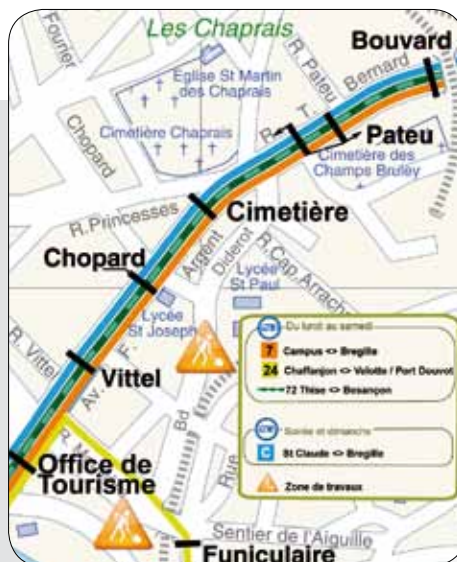 Les Chaprais
Bouvard
Fourier
R. Pateu
Bernard
Eglise St Martin
des Chaprais
R. T.
Chopard
Cimetière Chaprais
Pateu
Cimetière des
Champs Bruley
R. Princesses
Cimetière
Argent
Diderot
R. Cap. Arrach
Chopard
Lycée
St Paul
Lycée
St Joseph
R. Vittel
Vittel
Av. F.
Du lundi au samedi
7 Campus <> Bregille
24 Chaffanjon <> Velotte / Port Douvot
72 Thise <> Besançon
Soirée et dimanche
C St Claude <> Bregille
Zone de travaux
Bd
Rue
R. M
Office de
Tourisme
Sentier de l'Aiguille
Funiculaire